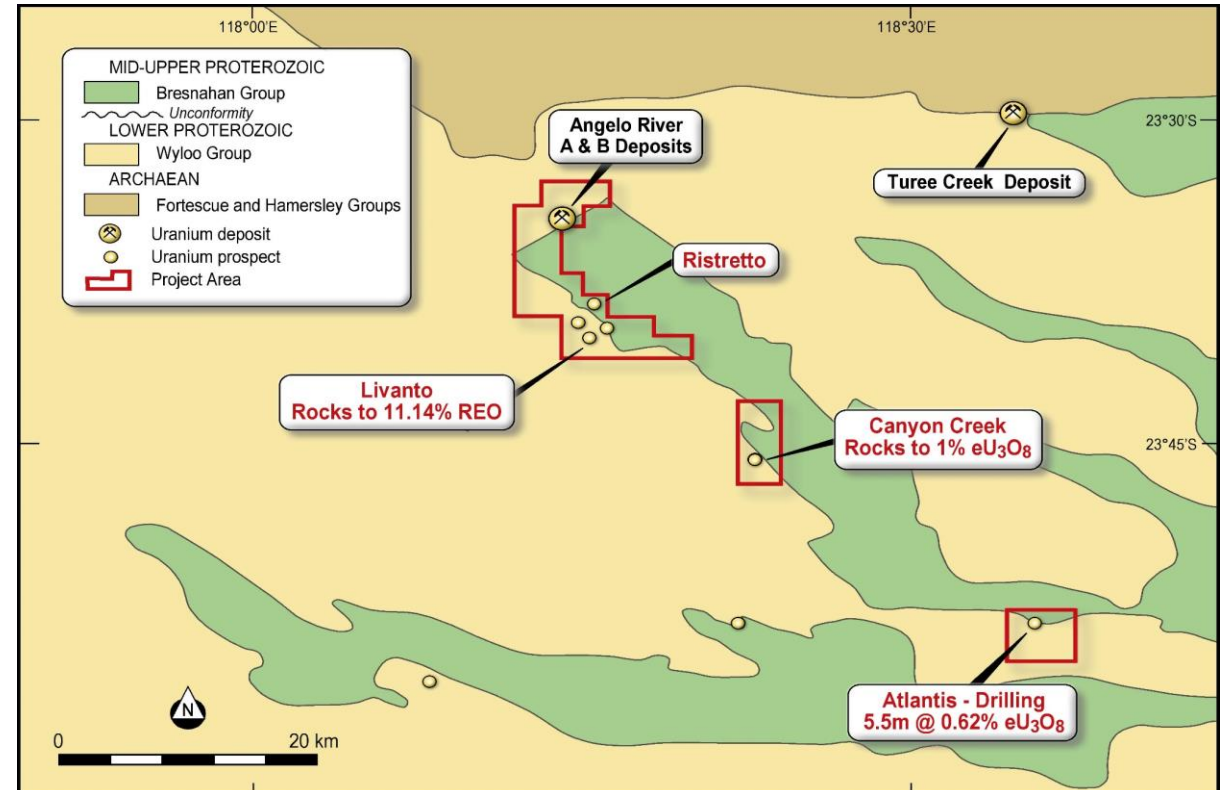 118°00'E
118°30'E
MID-UPPER PROTEROZOIC
Bresnahan Group
Unconformity
LOWER PROTEROZOIC
Wyloo Group
ARCHAEAN
Fortescue and Hamersley Groups
Uranium deposit
Uranium prospect
Project Area
Angelo River
A & B Deposits
23°30'S
Turee Creek Deposit
Ristretto
Livanto
Rocks to 11.14% REO
Canyon Creek
Rocks to 1% eU₃O₈
23°45'S
Atlantis - Drilling
5.5m @ 0.62% eU₃O₈
N
0
20 km